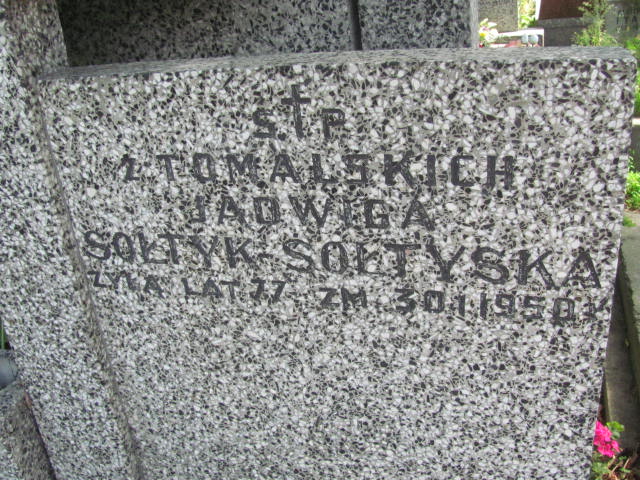 Ś.†P.
Z TOMALSKICH
JADWIGA
SOŁTYK-SOŁTYSKA
ŻYŁA LAT 77 ZM 30 I 1950 R